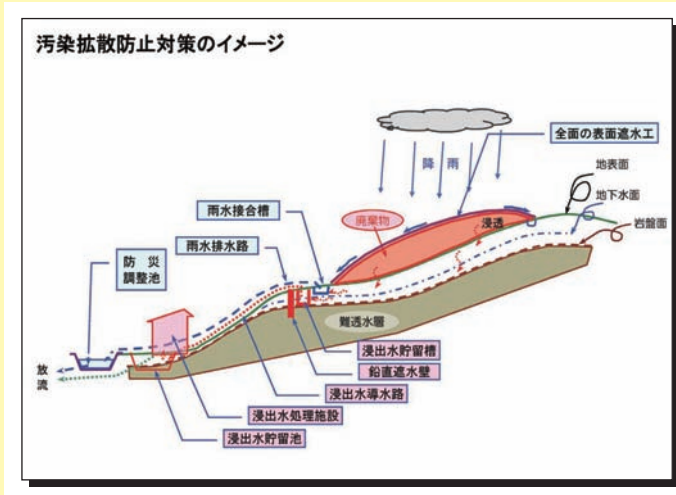 汚染拡散防止対策のイメージ
全面の表面遮水工
降 雨
地表面
地下水面
岩盤面
雨水接合槽
廃棄物
浸透
雨水排水路
防 災
調整池
難透水層
浸出水貯留槽
鉛直遮水壁
放
流
浸出水導水路
浸出水処理施設
浸出水貯留池